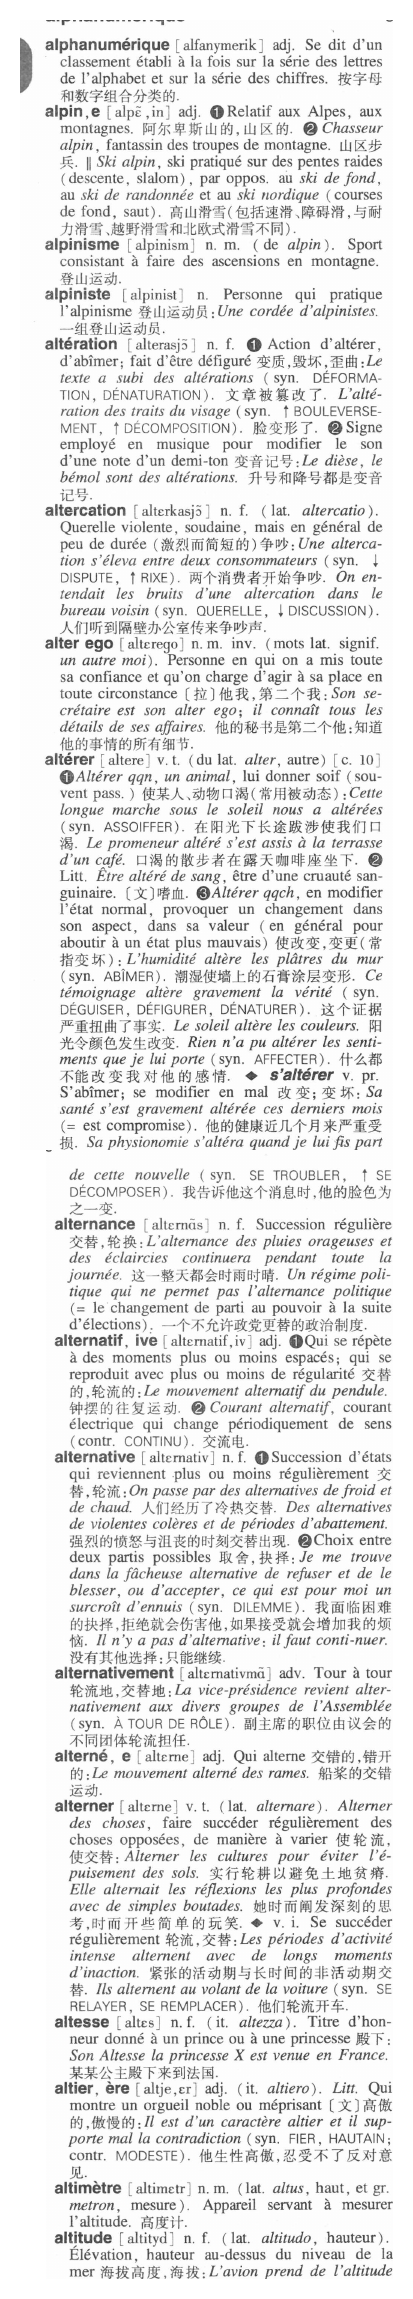 alphanumérique [alfanymerik] adj. Se dit d'un
classement établi à la fois sur la série des lettres
de l'alphabet et sur la série des chiffres. 按字母
和数字组合分类的.
alpin, e [alpɛ̃, in] adj. ❶ Relatif aux Alpes, aux
montagnes. 阿尔卑斯山的,山区的. ❷ Chasseur
alpin, fantassin des troupes de montagne. 山区步
兵. ‖ Ski alpin, ski pratiqué sur des pentes raides
(descente, slalom), par oppos. au ski de fond,
au ski de randonnée et au ski nordique (courses
de fond, saut). 高山滑雪(包括速滑、障碍滑,与耐
力滑雪、越野滑雪和北欧式滑雪不同).
alpinisme [alpinism] n. m. (de alpin). Sport
consistant à faire des ascensions en montagne.
登山运动.
alpiniste [alpinist] n. Personne qui pratique
l'alpinisme 登山运动员: Une cordée d'alpinistes.
一组登山运动员.
altération [alterasjɔ̃] n. f. ❶ Action d'altérer,
d'abîmer; fait d'être défiguré 变质,毁坏,歪曲: Le
texte a subi des altérations (syn. DÉFORMA-
TION, DÉNATURATION). 文章被篡改了. L'alté-
ration des traits du visage (syn. ↑ BOULEVERSE-
MENT, ↑ DÉCOMPOSITION). 脸变形了. ❷ Signe
employé en musique pour modifier le son
d'une note d'un demi-ton 变音记号: Le dièse, le
bémol sont des altérations. 升号和降号都是变音
记号.
altercation [altɛrkasjɔ̃] n. f. (lat. altercatio).
Querelle violente, soudaine, mais en général de
peu de durée (激烈而简短的)争吵: Une alterca-
tion s'éleva entre deux consommateurs (syn. ↓
DISPUTE, ↑ RIXE). 两个消费者开始争吵. On en-
tendait les bruits d'une altercation dans le
bureau voisin (syn. QUERELLE, ↓ DISCUSSION).
人们听到隔壁办公室传来争吵声.
alter ego [altɛrego] n. m. inv. (mots lat. signif.
un autre moi). Personne en qui on a mis toute
sa confiance et qu'on charge d'agir à sa place en
toute circonstance [拉]他我,第二个我: Son se-
crétaire est son alter ego; il connaît tous les
détails de ses affaires. 他的秘书是第二个他;知道
他的事情的所有细节.
altérer [altere] v. t. (du lat. alter, autre) [c. 10]
❶ Altérer qqn, un animal, lui donner soif (sou-
vent pass.) 使某人、动物口渴(常用被动态): Cette
longue marche sous le soleil nous a altérées
(syn. ASSOIFFER). 在阳光下长途跋涉使我们口
渴. Le promeneur altéré s'est assis à la terrasse
d'un café. 口渴的散步者在露天咖啡座坐下. ❷
Litt. Être altéré de sang, être d'une cruauté san-
guinaire. [文]嗜血. ❸ Altérer qqch, en modifier
l'état normal, provoquer un changement dans
son aspect, dans sa valeur (en général pour
aboutir à un état plus mauvais) 使改变,变更(常
指变坏): L'humidité altère les plâtres du mur
(syn. ABÎMER). 潮湿使墙上的石膏涂层变形. Ce
témoignage altère gravement la vérité (syn.
DÉGUISER, DÉFIGURER, DÉNATURER). 这个证据
严重扭曲了事实. Le soleil altère les couleurs. 阳
光令颜色发生改变. Rien n'a pu altérer les senti-
ments que je lui porte (syn. AFFECTER). 什么都
不能改变我对他的感情. ◆ s'altérer v. pr.
S'abîmer; se modifier en mal 改变;变坏: Sa
santé s'est gravement altérée ces derniers mois
(= est compromise). 他的健康近几个月来严重受
损. Sa physionomie s'altéra quand je lui fis part
de cette nouvelle (syn. SE TROUBLER, ↑ SE
DÉCOMPOSER). 我告诉他这个消息时,他的脸色为
之一变.
alternance [altɛrnɑ̃s] n. f. Succession régulière
交替,轮换: L'alternance des pluies orageuses et
des éclaircies continuera pendant toute la
journée. 这一整天都会时雨时晴. Un régime poli-
tique qui ne permet pas l'alternance politique
(= le changement de parti au pouvoir à la suite
d'élections). 一个不允许政党更替的政治制度.
alternatif, ive [altɛrnatif, iv] adj. ❶ Qui se répète
à des moments plus ou moins espacés; qui se
reproduit avec plus ou moins de régularité 交替
的,轮流的: Le mouvement alternatif du pendule.
钟摆的往复运动. ❷ Courant alternatif, courant
électrique qui change périodiquement de sens
(contr. CONTINU). 交流电.
alternative [altɛrnativ] n. f. ❶ Succession d'états
qui reviennent plus ou moins régulièrement 交
替,轮流: On passe par des alternatives de froid et
de chaud. 人们经历了冷热交替. Des alternatives
de violentes colères et de périodes d'abattement.
强烈的愤怒与沮丧的时刻交替出现. ❷ Choix entre
deux partis possibles 取舍,抉择: Je me trouve
dans la fâcheuse alternative de refuser et de le
blesser, ou d'accepter, ce qui est pour moi un
surcroît d'ennuis (syn. DILEMME). 我面临困难
的抉择,拒绝就会伤害他,如果接受就会增加我的烦
恼. Il n'y a pas d'alternative: il faut conti-nuer.
没有其他选择:只能继续.
alternativement [altɛrnativmɑ̃] adv. Tour à tour
轮流地,交替地: La vice-présidence revient alter-
nativement aux divers groupes de l'Assemblée
(syn. À TOUR DE RÔLE). 副主席的职位由议会的
不同团体轮流担任.
alterné, e [altɛrne] adj. Qui alterne 交错的,错开
的: Le mouvement alterné des rames. 船桨的交错
运动.
alterner [altɛrne] v. t. (lat. alternare). Alterner
des choses, faire succéder régulièrement des
choses opposées, de manière à varier 使轮流,
使交替: Alterner les cultures pour éviter l'é-
puisement des sols. 实行轮耕以避免土地贫瘠.
Elle alternait les réflexions les plus profondes
avec de simples boutades. 她时而阐发深刻的思
考,时而开些简单的玩笑. ◆ v. i. Se succéder
régulièrement 轮流,交替: Les périodes d'activité
intense alternent avec de longs moments
d'inaction. 紧张的活动期与长时间的非活动期交
替. Ils alternent au volant de la voiture (syn. SE
RELAYER, SE REMPLACER). 他们轮流开车.
altesse [altɛs] n. f. (it. altezza). Titre d'hon-
neur donné à un prince ou à une princesse 殿下:
Son Altesse la princesse X est venue en France.
某某公主殿下来到法国.
altier, ère [altje, ɛr] adj. (it. altiero). Litt. Qui
montre un orgueil noble ou méprisant [文]高傲
的,傲慢的: Il est d'un caractère altier et il sup-
porte mal la contradiction (syn. FIER, HAUTAIN;
contr. MODESTE). 他生性高傲,忍受不了反对意
见.
altimètre [altimɛtr] n. m. (lat. altus, haut, et gr.
metron, mesure). Appareil servant à mesurer
l'altitude. 高度计.
altitude [altityd] n. f. (lat. altitudo, hauteur).
Élévation, hauteur au-dessus du niveau de la
mer 海拔高度,海拔: L'avion prend de l'altitude